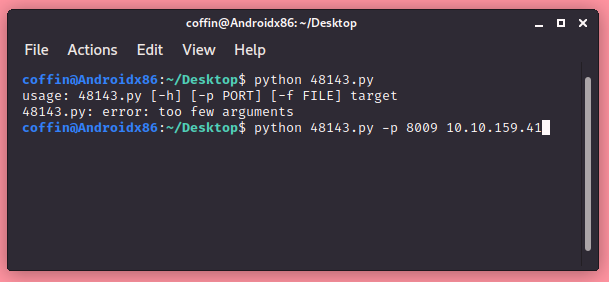 coffin@Androidx86: ~/Desktop
File Actions Edit View Help
coffin@Androidx86:~/Desktop$ python 48143.py
usage: 48143.py [-h] [-p PORT] [-f FILE] target
48143.py: error: too few arguments
coffin@Androidx86:~/Desktop$ python 48143.py -p 8009 10.10.159.41